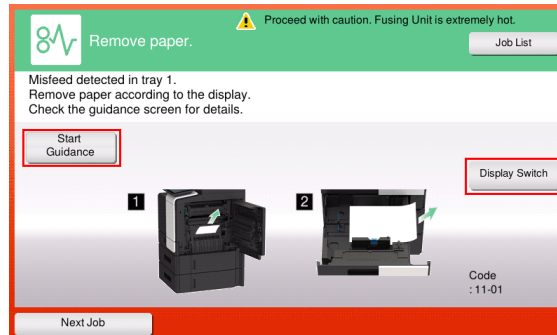 Proceed with caution. Fusing Unit is extremely hot.
Remove paper.
Job List
Misfeed detected in tray 1.
Remove paper according to the display.
Check the guidance screen for details.
Start
Guidance
Display Switch
1
2
Code
: 11-01
Next Job